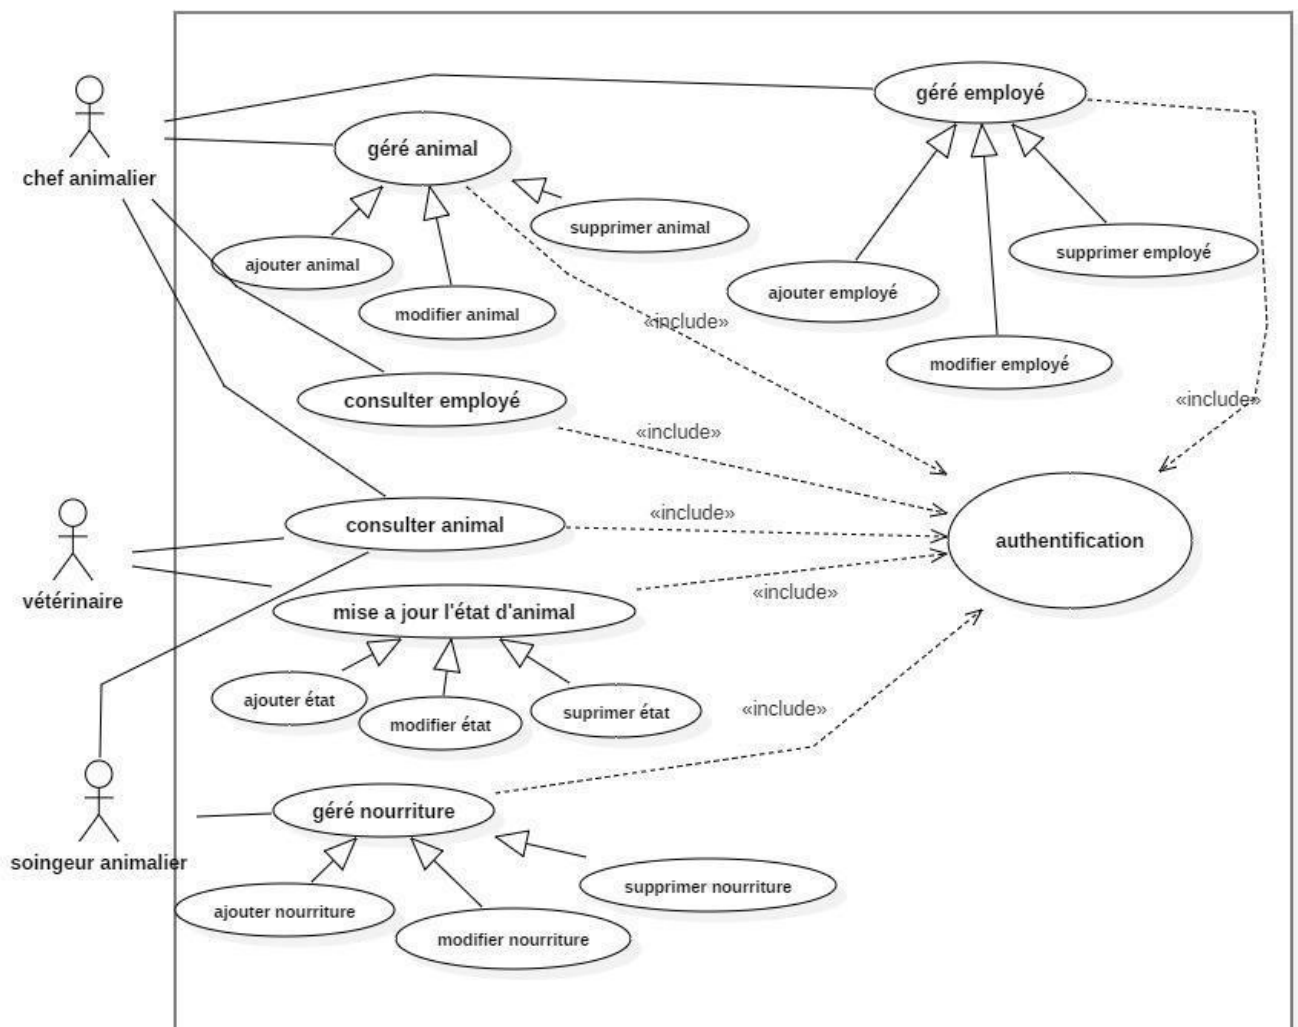 géré employé
chef animalier
géré animal
supprimer animal
ajouter animal
modifier animal
supprimer employé
ajouter employé
modifier employé
«include»
«include»
consulter employé
«include»
consulter animal
«include»
authentification
vétérinaire
mise a jour l'état d'animal
«include»
ajouter état
modifier état
suprimer état
«include»
géré nourriture
soingeur animalier
supprimer nourriture
ajouter nourriture
modifier nourriture